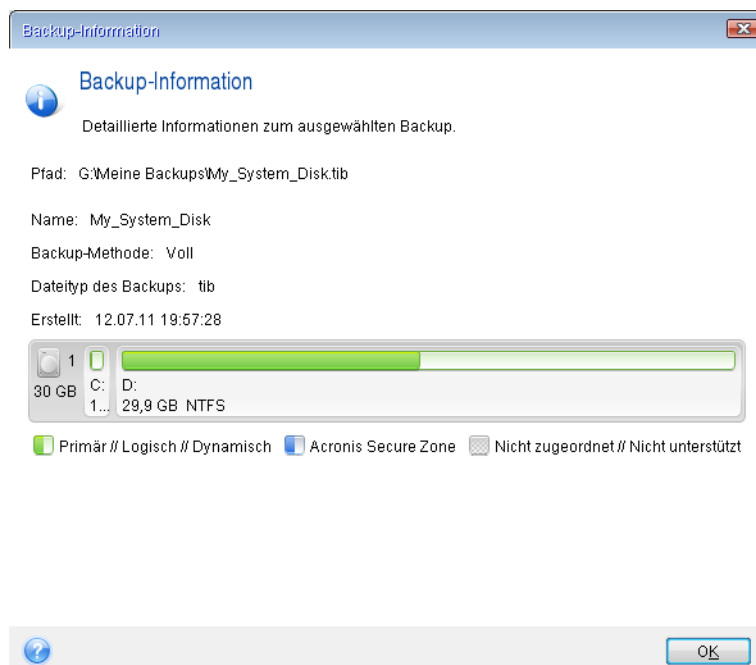 Backup-Information
Backup-Information
Detaillierte Informationen zum ausgewählten Backup.
Pfad: G:\Meine Backups\My_System_Disk.tib
Name: My_System_Disk
Backup-Methode: Voll
Dateityp des Backups: tib
Erstellt: 12.07.11 19:57:28
1
30 GB
C:
1...
D:
29,9 GB NTFS
Primär // Logisch // Dynamisch Acronis Secure Zone Nicht zugeordnet // Nicht unterstützt
OK